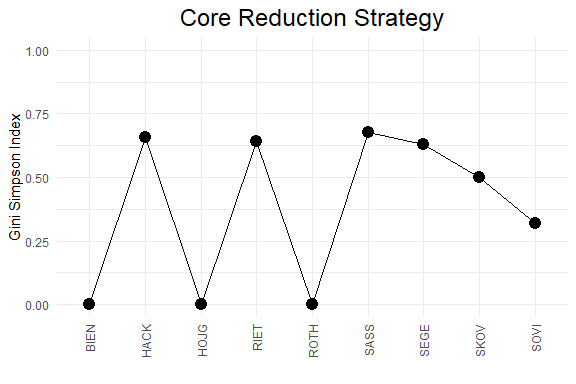 Core Reduction Strategy
Gini Simpson Index
1.00
0.75
0.50
0.25
0.00
BIEN
HACK
HOJG
RIET
ROTH
SASS
SEGE
SKOV
SOVI